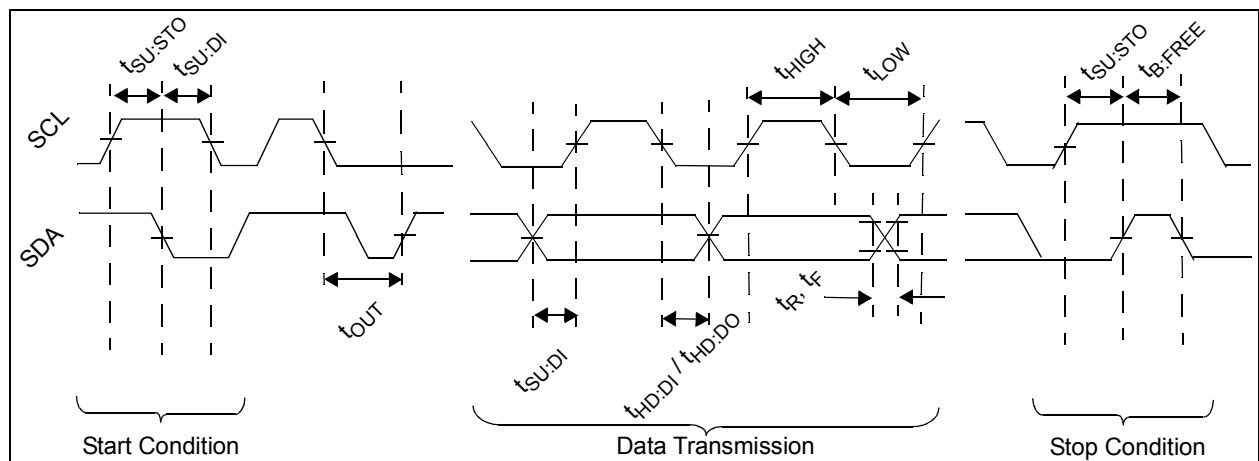 SCL
SDA
tSU:STO
tSU:DI
tOUT
Start Condition
tHIGH
tLOW
tR, tF
tSU:DI
tHD:DI / tHD:DO
Data Transmission
tSU:STO
tB:FREE
Stop Condition